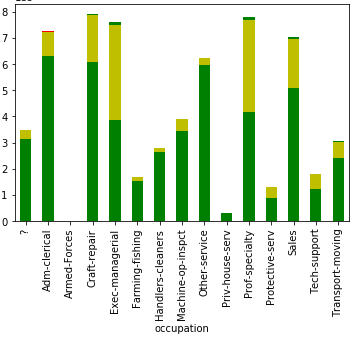 8
7
6
5
4
3
2
1
0
?
Adm-clerical
Armed-Forces
Craft-repair
Exec-managerial
Farming-fishing
Handlers-cleaners
Machine-op-inspct
Other-service
Priv-house-serv
Prof-specialty
Protective-serv
Sales
Tech-support
Transport-moving
occupation